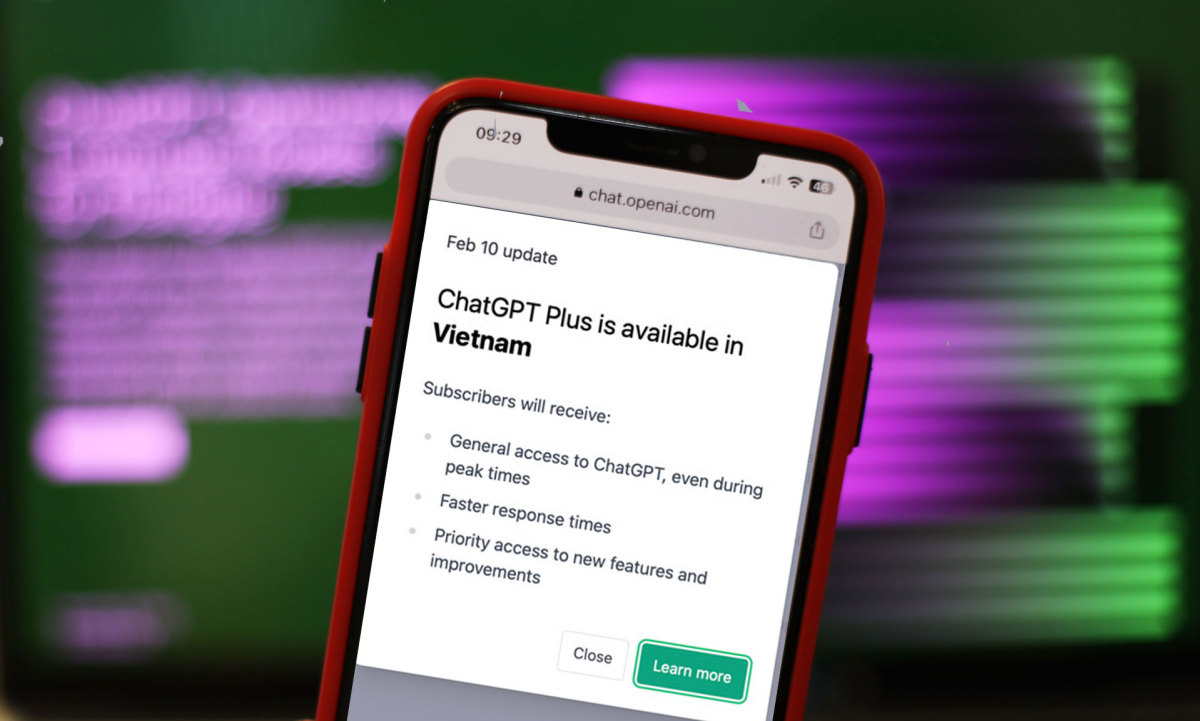 09:29
46
chat.openai.com
Feb 10 update
ChatGPT Plus is available in
Vietnam
Subscribers will receive:
General access to ChatGPT, even during
peak times
Faster response times
Priority access to new features and
improvements
Close
Learn more